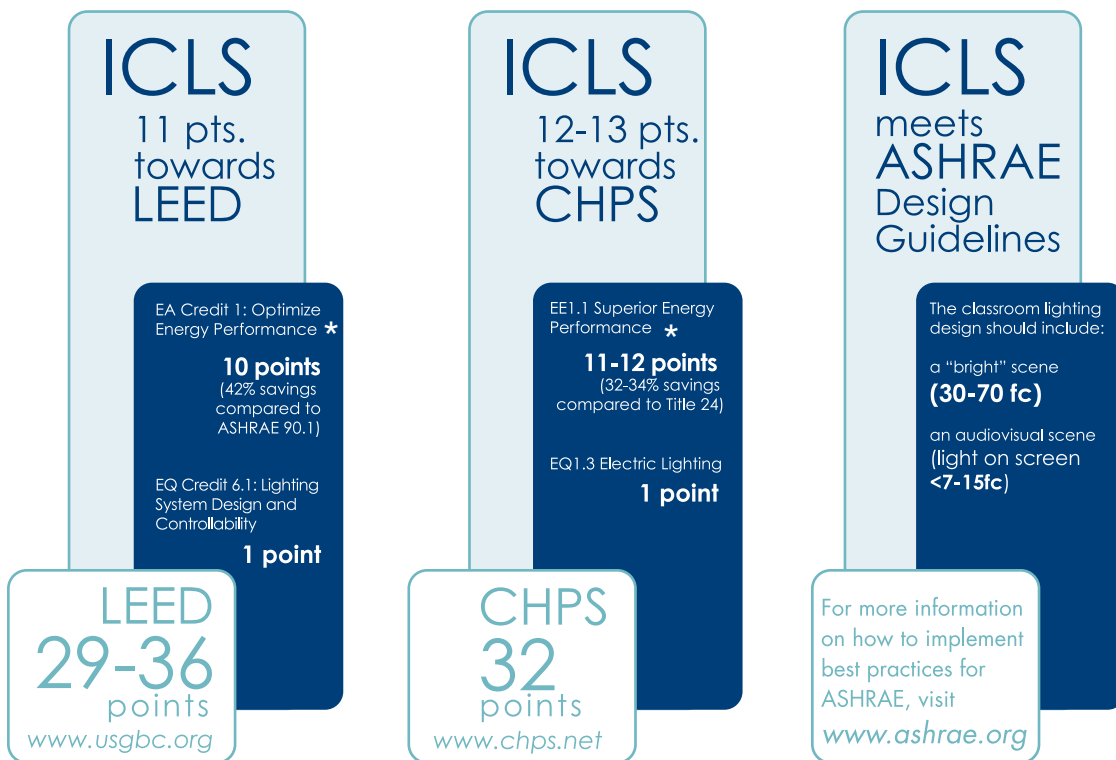 ICLS
11 pts.
towards
LEED
EA Credit 1: Optimize
Energy Performance *
10 points
(42% savings
compared to
ASHRAE 90.1)
EQ Credit 6.1: Lighting
System Design and
Controllability
1 point
LEED
29-36
points
www.usgbc.org
ICLS
12-13 pts.
towards
CHPS
EE1.1 Superior Energy
Performance *
11-12 points
(32-34% savings
compared to Title 24)
EQ1.3 Electric Lighting
1 point
CHPS
32
points
www.chps.net
ICLS
meets
ASHRAE
Design
Guidelines
The classroom lighting
design should include:
a “bright” scene
(30-70 fc)
an audiovisual scene
(light on screen
<7-15fc)
For more information
on how to implement
best practices for
ASHRAE, visit
www.ashrae.org